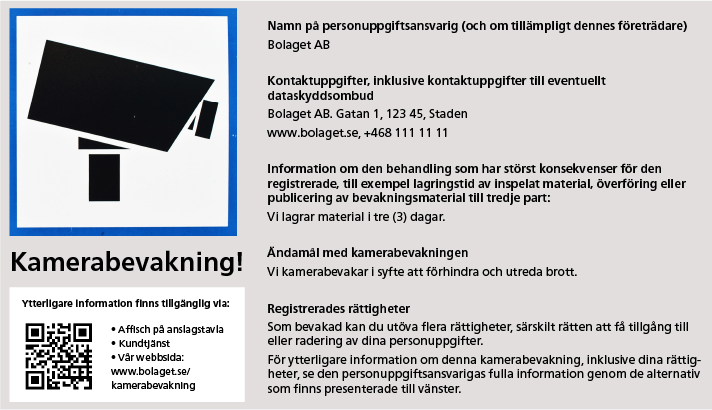 Kamerabevakning!
Ytterligare information finns tillgänglig via:
• Affisch på anslagstavla
• Kundtjänst
• Vår webbsida:
www.bolaget.se/
kamerabevakning
Namn på personuppgiftsansvarig (och om tillämpligt dennes företrädare)
Bolaget AB
Kontaktuppgifter, inklusive kontaktuppgifter till eventuellt
dataskyddsombud
Bolaget AB. Gatan 1, 123 45, Staden
www.bolaget.se, +468 111 11 11
Information om den behandling som har störst konsekvenser för den
registrerade, till exempel lagringstid av inspelat material, överföring eller
publicering av bevakningsmaterial till tredje part:
Vi lagrar material i tre (3) dagar.
Ändamål med kamerabevakningen
Vi kamerabevakar i syfte att förhindra och utreda brott.
Registrerades rättigheter
Som bevakad kan du utöva flera rättigheter, särskilt rätten att få tillgång till
eller radering av dina personuppgifter.
För ytterligare information om denna kamerabevakning, inklusive dina rättig-
heter, se den personuppgiftsansvarigas fulla information genom de alternativ
som finns presenterade till vänster.